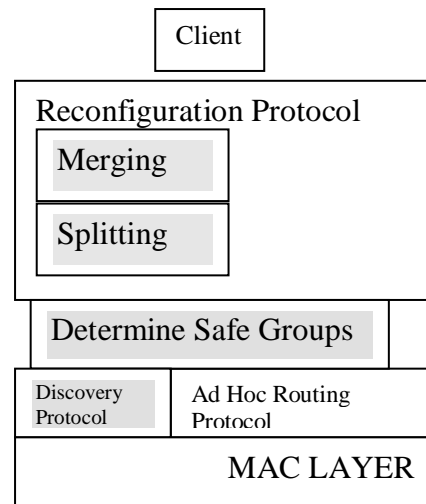 Client
Reconfiguration Protocol
Merging
Splitting
Determine Safe Groups
Discovery
Protocol
Ad Hoc Routing
Protocol
MAC LAYER